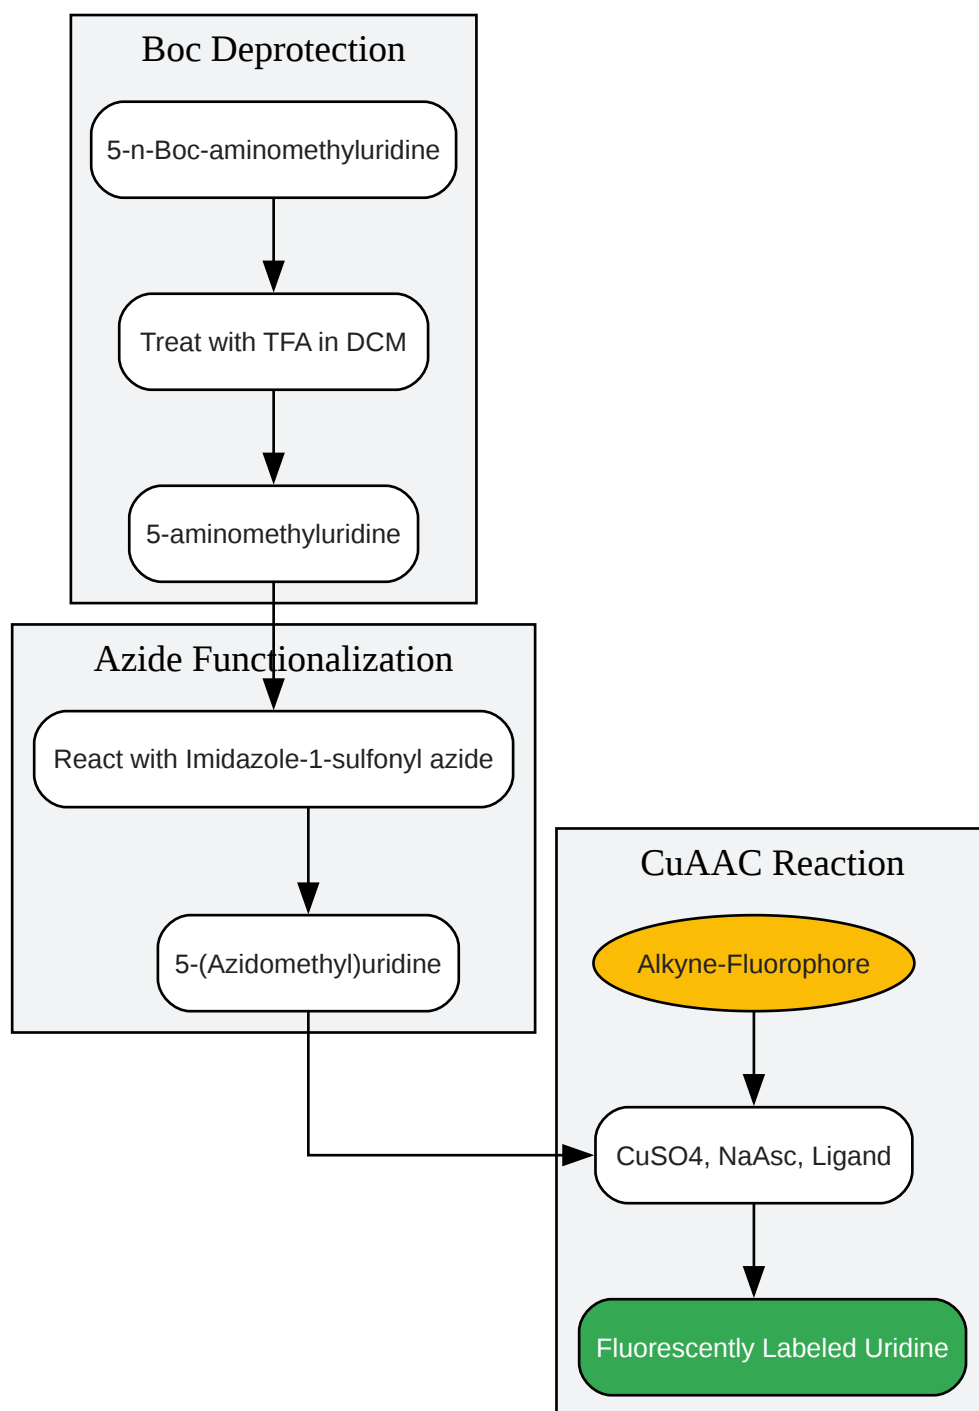 Boc Deprotection
5-n-Boc-aminomethyluridine
Treat with TFA in DCM
5-aminomethyluridine
Azide Functionalization
React with Imidazole-1-sulfonyl azide
5-(Azidomethyl)uridine
CuAAC Reaction
Alkyne-Fluorophore
CuSO4, NaAsc, Ligand
Fluorescently Labeled Uridine